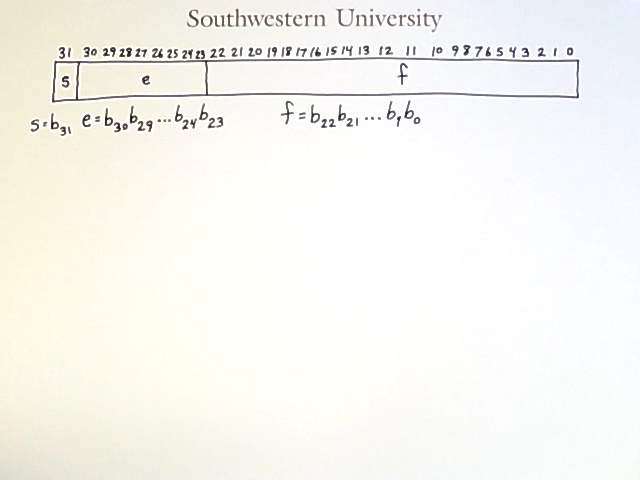 Southwestern University
31 30 29 28 27 26 25 24 23 22 21 20 19 18 17 16 15 14 13 12 11 10 9 8 7 6 5 4 3 2 1 0
s e f
s=b₃₁ e=b₃₀b₂₉...b₂₄b₂₃ f=b₂₂b₂₁...b₁b₀